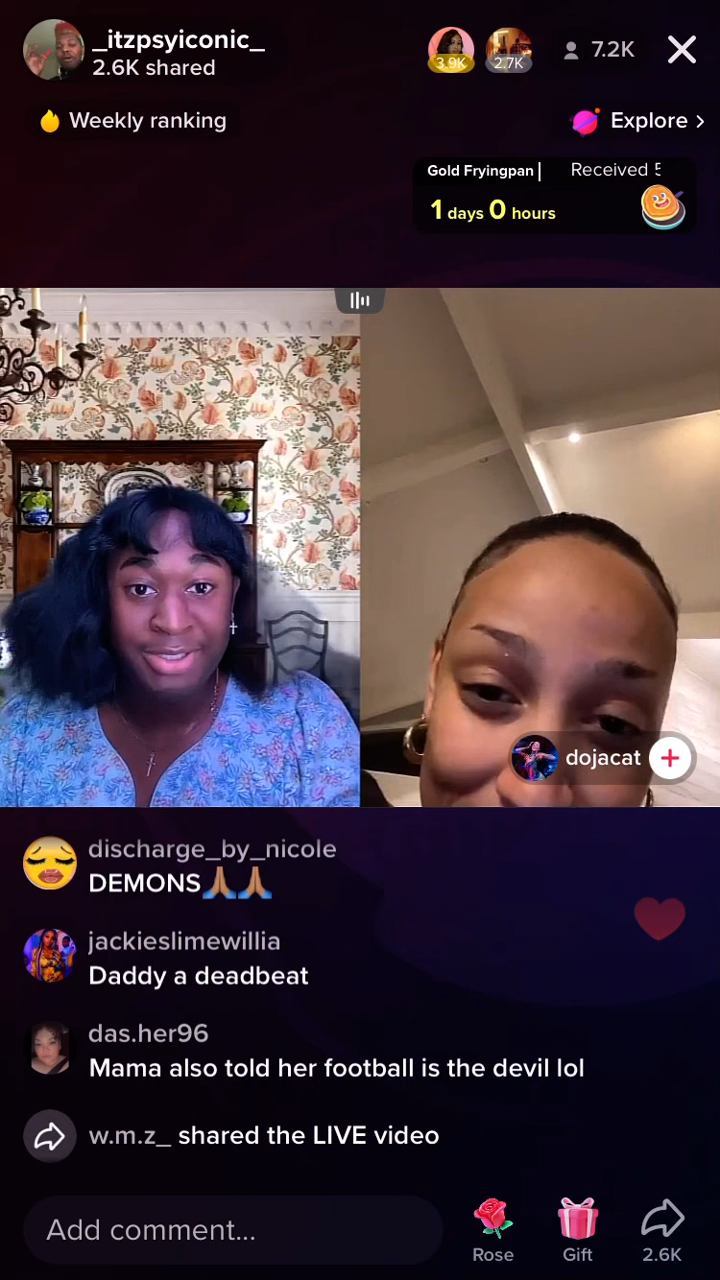 _itzpsyiconic_
2.6K shared
3.9K
2.7K
7.2K
Weekly ranking
Explore
Gold Fryingpan
Received 5
1 days 0 hours
dojacat
discharge_by_nicole
DEMONS🙏🏽🙏🏽
jackieslimewillia
Daddy a deadbeat
das.her96
Mama also told her football is the devil lol
w.m.z_ shared the LIVE video
Add comment...
Rose
Gift
2.6K